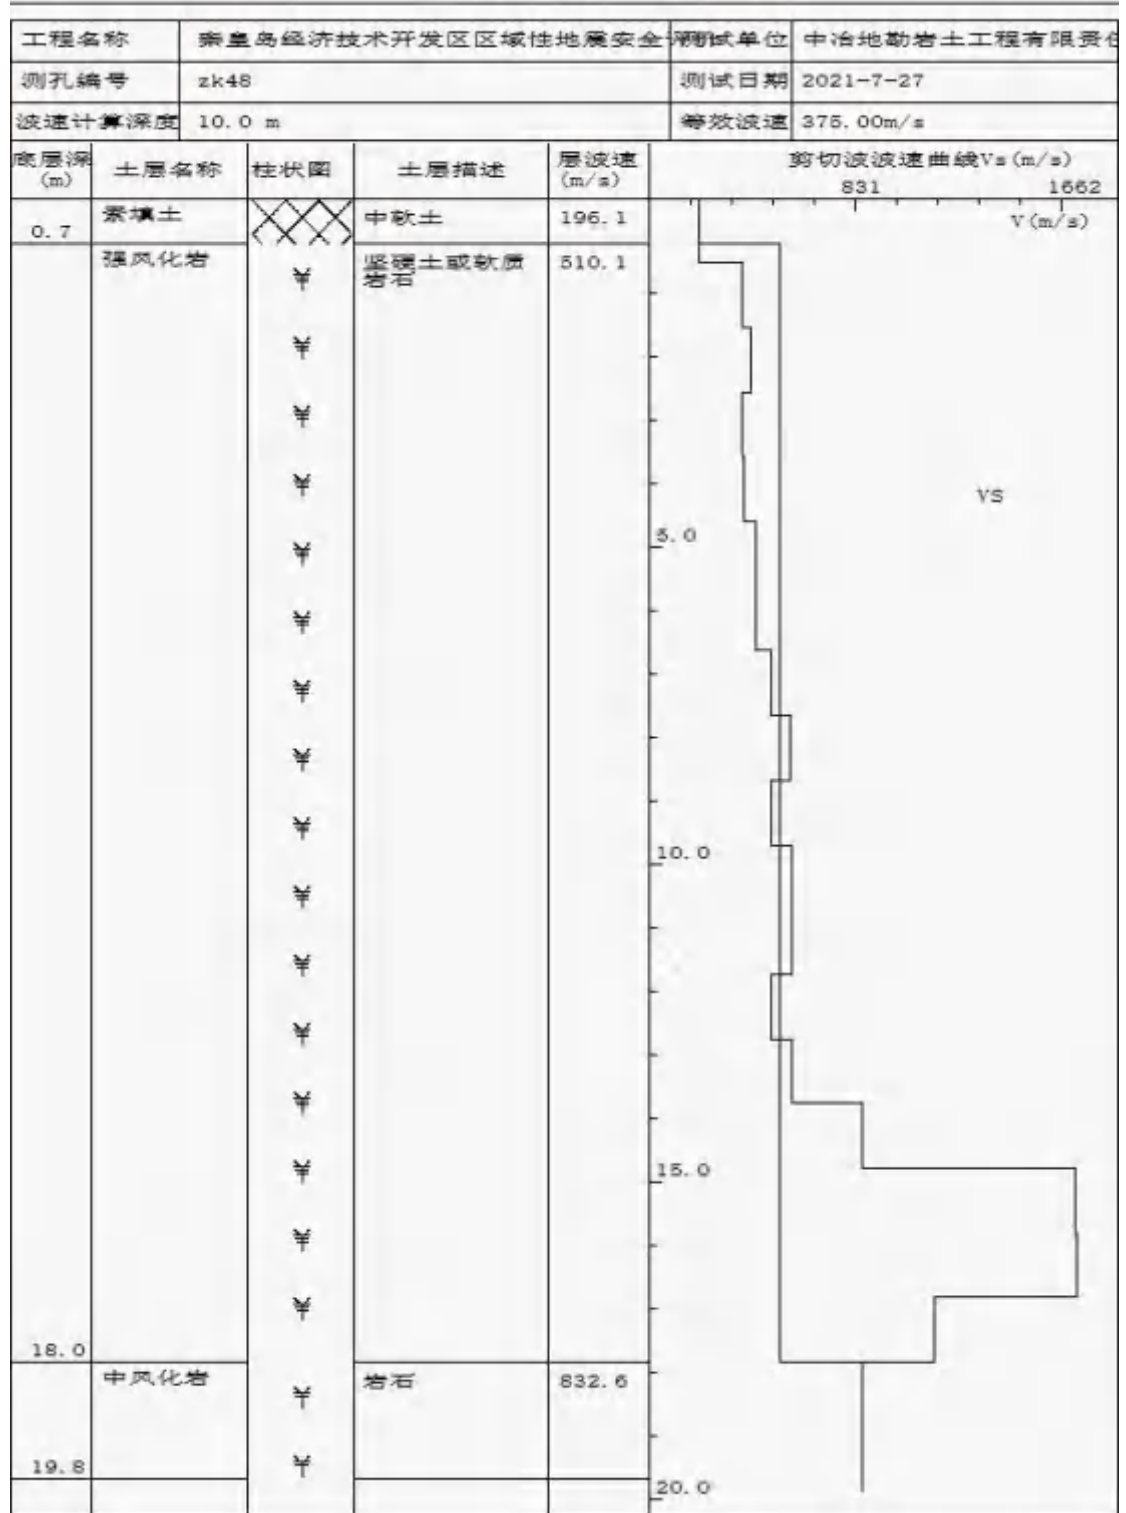 工程名称 秦皇岛经济技术开发区区域性地震安全 测试单位 中冶地勘岩土工程有限责任
测孔编号 zk48 测试日期 2021-7-27
波速计算深度 10.0 m 等效波速 375.00m/s
底层深(m) 土层名称 柱状图 土层描述 层波速(m/s) 剪切波波速曲线Vs(m/s)
831 1662
V(m/s)
0.7 素填土 中软土 196.1
强风化岩 坚硬土或软质 510.1
岩石
VS
5.0
10.0
15.0
18.0
中风化岩 岩石 832.6
19.8
20.0